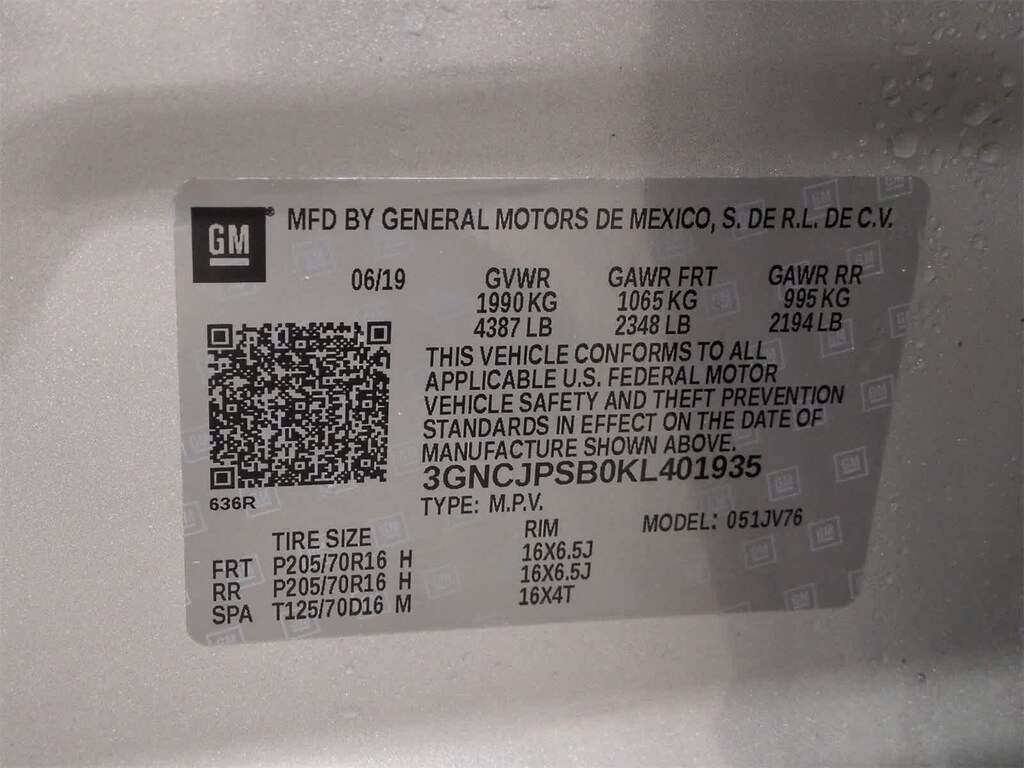 GM® MFD BY GENERAL MOTORS DE MEXICO, S. DE R.L. DE C.V.
06/19 GVWR GAWR FRT GAWR RR
1990 KG 1065 KG 995 KG
4387 LB 2348 LB 2194 LB
THIS VEHICLE CONFORMS TO ALL
APPLICABLE U.S. FEDERAL MOTOR
VEHICLE SAFETY AND THEFT PREVENTION
STANDARDS IN EFFECT ON THE DATE OF
MANUFACTURE SHOWN ABOVE.
3GNCJPSB0KL401935
636R TYPE: M.P.V. MODEL: 051JV76
TIRE SIZE RIM
FRT P205/70R16 H 16X6.5J
RR P205/70R16 H 16X6.5J
SPA T125/70D16 M 16X4T